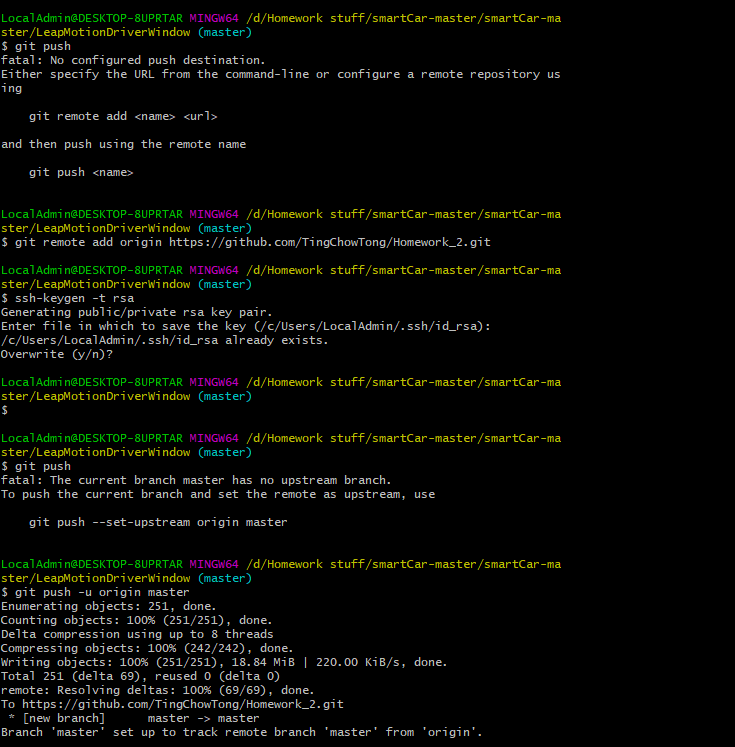 LocalAdmin@DESKTOP-8UPRTAR MINGW64 /d/Homework stuff/smartCar-master/smartCar-ma
ster/LeapMotionDriverWindow (master)
$ git push
fatal: No configured push destination.
Either specify the URL from the command-line or configure a remote repository us
ing
    git remote add <name> <url>
and then push using the remote name
    git push <name>
LocalAdmin@DESKTOP-8UPRTAR MINGW64 /d/Homework stuff/smartCar-master/smartCar-ma
ster/LeapMotionDriverWindow (master)
$ git remote add origin https://github.com/TingChowTong/Homework_2.git
LocalAdmin@DESKTOP-8UPRTAR MINGW64 /d/Homework stuff/smartCar-master/smartCar-ma
ster/LeapMotionDriverWindow (master)
$ ssh-keygen -t rsa
Generating public/private rsa key pair.
Enter file in which to save the key (/c/Users/LocalAdmin/.ssh/id_rsa):
/c/Users/LocalAdmin/.ssh/id_rsa already exists.
Overwrite (y/n)?
LocalAdmin@DESKTOP-8UPRTAR MINGW64 /d/Homework stuff/smartCar-master/smartCar-ma
ster/LeapMotionDriverWindow (master)
$
LocalAdmin@DESKTOP-8UPRTAR MINGW64 /d/Homework stuff/smartCar-master/smartCar-ma
ster/LeapMotionDriverWindow (master)
$ git push
fatal: The current branch master has no upstream branch.
To push the current branch and set the remote as upstream, use
    git push --set-upstream origin master
LocalAdmin@DESKTOP-8UPRTAR MINGW64 /d/Homework stuff/smartCar-master/smartCar-ma
ster/LeapMotionDriverWindow (master)
$ git push -u origin master
Enumerating objects: 251, done.
Counting objects: 100% (251/251), done.
Delta compression using up to 8 threads
Compressing objects: 100% (242/242), done.
Writing objects: 100% (251/251), 18.84 MiB | 220.00 KiB/s, done.
Total 251 (delta 69), reused 0 (delta 0)
remote: Resolving deltas: 100% (69/69), done.
To https://github.com/TingChowTong/Homework_2.git
 * [new branch]      master -> master
Branch 'master' set up to track remote branch 'master' from 'origin'.